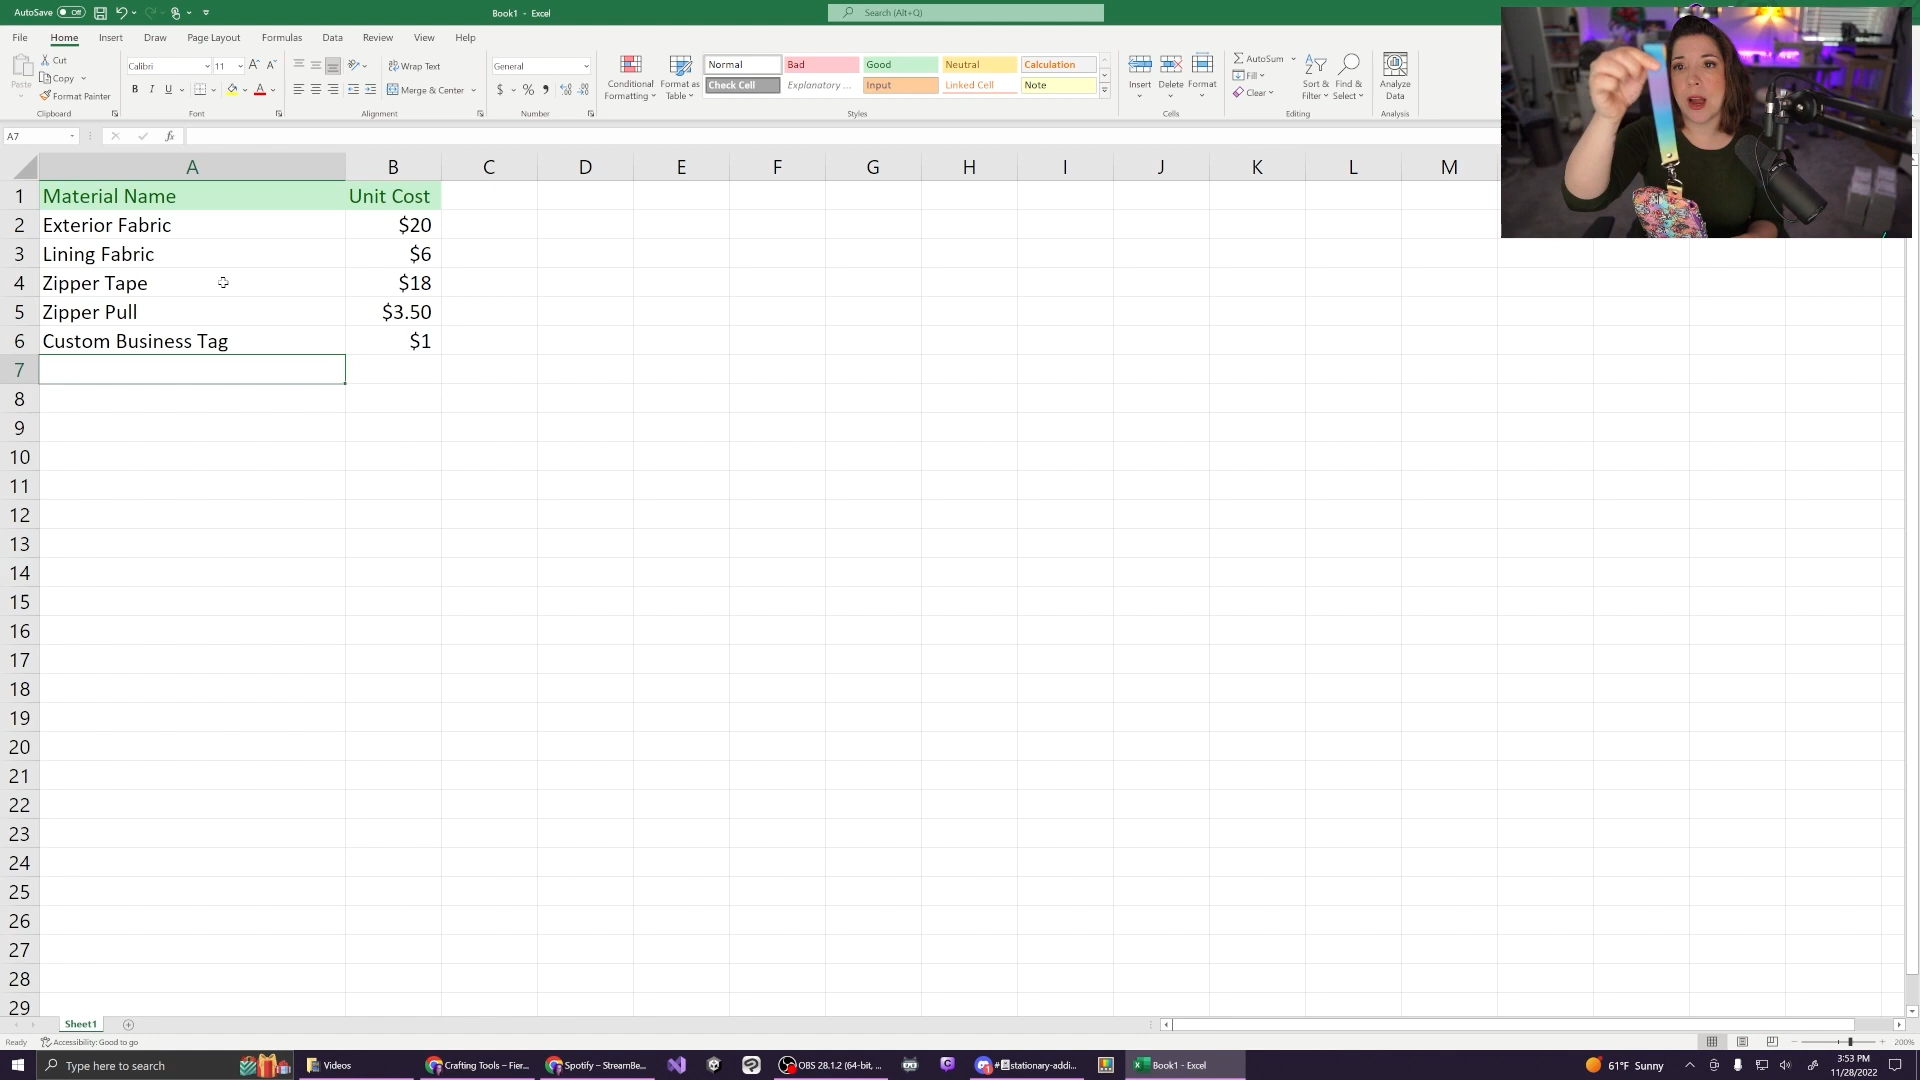 AutoSave Off
Book1 - Excel
Search (Alt+Q)
File Home Insert Draw Page Layout Formulas Data Review View Help
Paste
Cut
Copy
Format Painter
Clipboard
Calibri 11
B I U
Font
Wrap Text
Merge & Center
Alignment
General
$ %
Number
Conditional Formatting
Format as Table
Normal Bad Good Neutral Calculation
Check Cell Explanatory ... Input Linked Cell Note
Styles
Insert Delete Format
Cells
AutoSum
Fill
Clear
Sort & Filter
Find & Select
Editing
Analyze Data
Analysis
A7
fx
A B C D E F G H I J K L M
1 Material Name Unit Cost
2 Exterior Fabric $20
3 Lining Fabric $6
4 Zipper Tape $18
5 Zipper Pull $3.50
6 Custom Business Tag $1
7
8
9
10
11
12
13
14
15
16
17
18
19
20
21
22
23
24
25
26
27
28
29
Sheet1
Ready Accessibility: Good to go
200%
Type here to search
Videos
Crafting Tools – Fier...
Spotify – StreamBe...
OBS 28.1.2 (64-bit, ...
stationary-addi...
Book1 - Excel
61°F Sunny
3:53 PM
11/28/2022